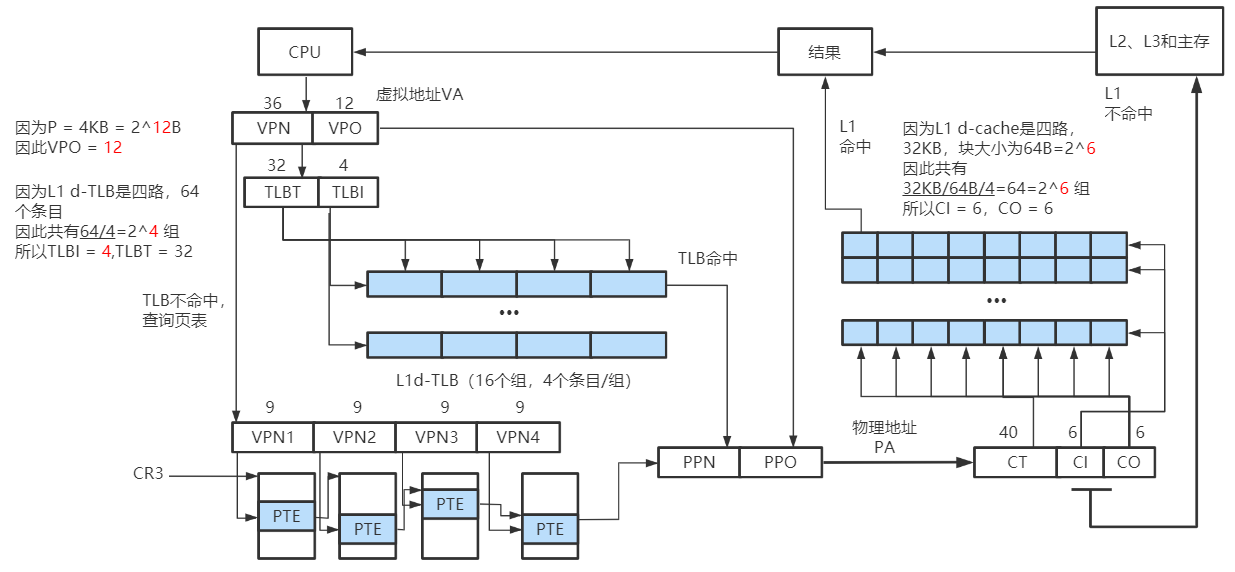 CPU
结果
L2、L3和主存
虚拟地址VA
36
12
VPN
VPO
因为P = 4KB = 2^12B
因此VPO = 12
32
4
TLBT
TLBI
因为L1 d-TLB是四路，64
个条目
因此共有64/4=2^4 组
所以TLBI = 4,TLBT = 32
L1
命中
L1
不命中
因为L1 d-cache是四路，
32KB，块大小为64B=2^6
因此共有
32KB/64B/4=64=2^6 组
所以CI = 6，CO = 6
TLB命中
TLB不命中，
查询页表
•••
•••
L1d-TLB（16个组，4个条目/组）
9
9
9
9
VPN1
VPN2
VPN3
VPN4
CR3
PTE
PTE
PTE
PTE
PPN
PPO
物理地址
PA
40
6
6
CT
CI
CO